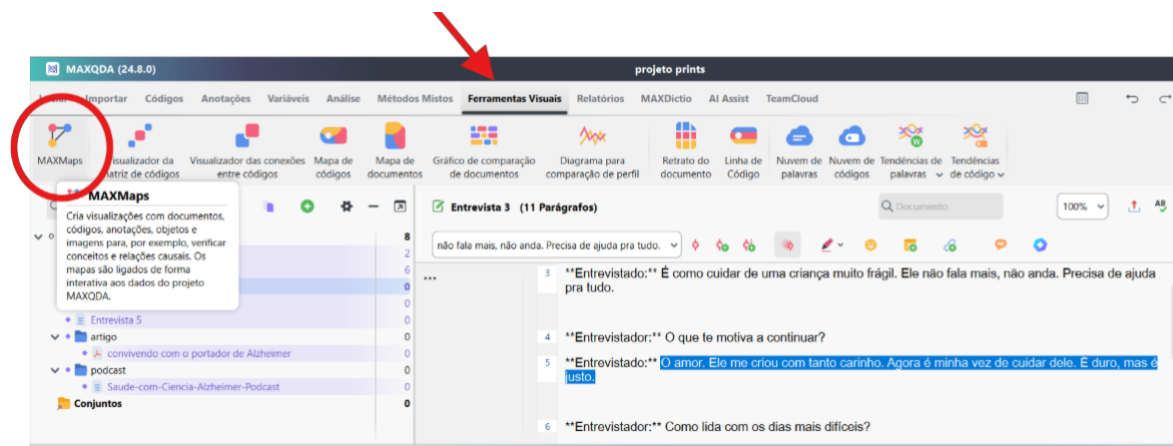 MAXQDA (24.8.0)
projeto prints
Importar Códigos Anotações Variáveis Análise Métodos Mistos Ferramentas Visuais Relatórios MAXDictio AI Assist TeamCloud
MAXMaps
Visualizador da matriz de códigos
Visualizador das conexões entre códigos
Mapa de códigos
Mapa de documentos
Gráfico de comparação de documentos
Diagrama para comparação de perfil
Retrato do documento
Linha de Código
Nuvem de palavras
Nuvem de códigos
Tendências de palavras
Tendências de código
MAXMaps
Cria visualizações com documentos,
códigos, anotações, objetos e
imagens para, por exemplo, verificar
conceitos e relações causais. Os
mapas são ligados de forma
interativa aos dados do projeto
MAXQDA.
8
2
6
0
0
Entrevista 5 0
artigo 0
convivendo com o portador de Alzheimer 0
podcast 0
Saude-com-Ciencia-Alzheimer-Podcast 0
Conjuntos 0
Entrevista 3 (11 Parágrafos)
Documento
100%
AB
não fala mais, não anda. Precisa de ajuda pra tudo.
3 **Entrevistado:** É como cuidar de uma criança muito frágil. Ele não fala mais, não anda. Precisa de ajuda
pra tudo.
4 **Entrevistador:** O que te motiva a continuar?
5 **Entrevistado:** O amor. Ele me criou com tanto carinho. Agora é minha vez de cuidar dele. É duro, mas é
justo.
6 **Entrevistador:** Como lida com os dias mais difíceis?